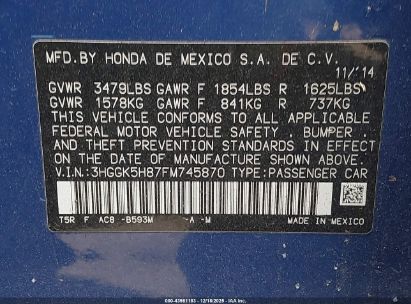 MFD.BY HONDA DE MEXICO S.A. DE C.V.
11/14
GVWR 3479LBS GAWR F 1854LBS R 1625LBS
GVWR 1578KG GAWR F 841KG R 737KG
THIS VEHICLE CONFORMS TO ALL APPLICABLE
FEDERAL MOTOR VEHICLE SAFETY , BUMPER ,
AND THEFT PREVENTION STANDARDS IN EFFECT
ON THE DATE OF MANUFACTURE SHOWN ABOVE.
V.I.N.:3HGGK5H87FM745870 TYPE:PASSENGER CAR
T5R F AC8 -B593M -A -M MADE IN MEXICO